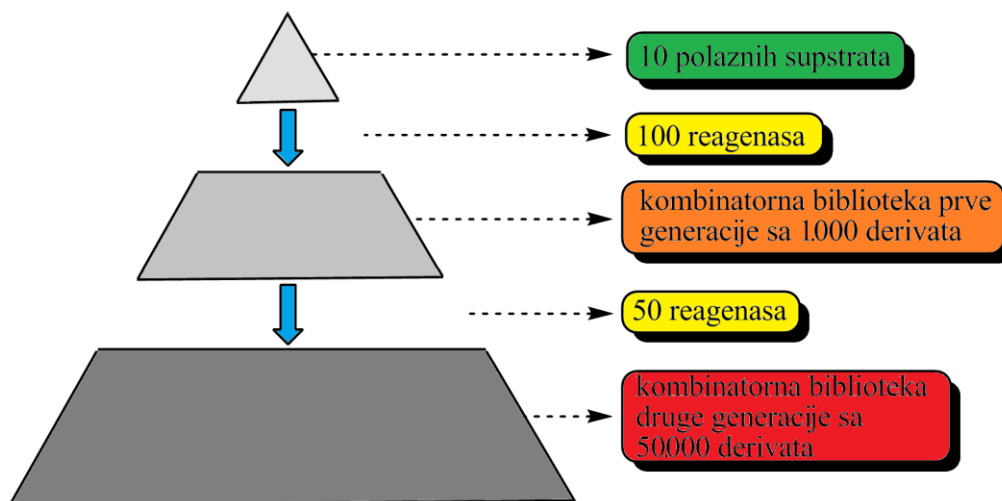 10 polaznih supstrata
100 reagenasa
kombinatorna biblioteka prve
generacije sa 1.000 derivata
50 reagenasa
kombinatorna biblioteka
druge generacije sa
50.000 derivata